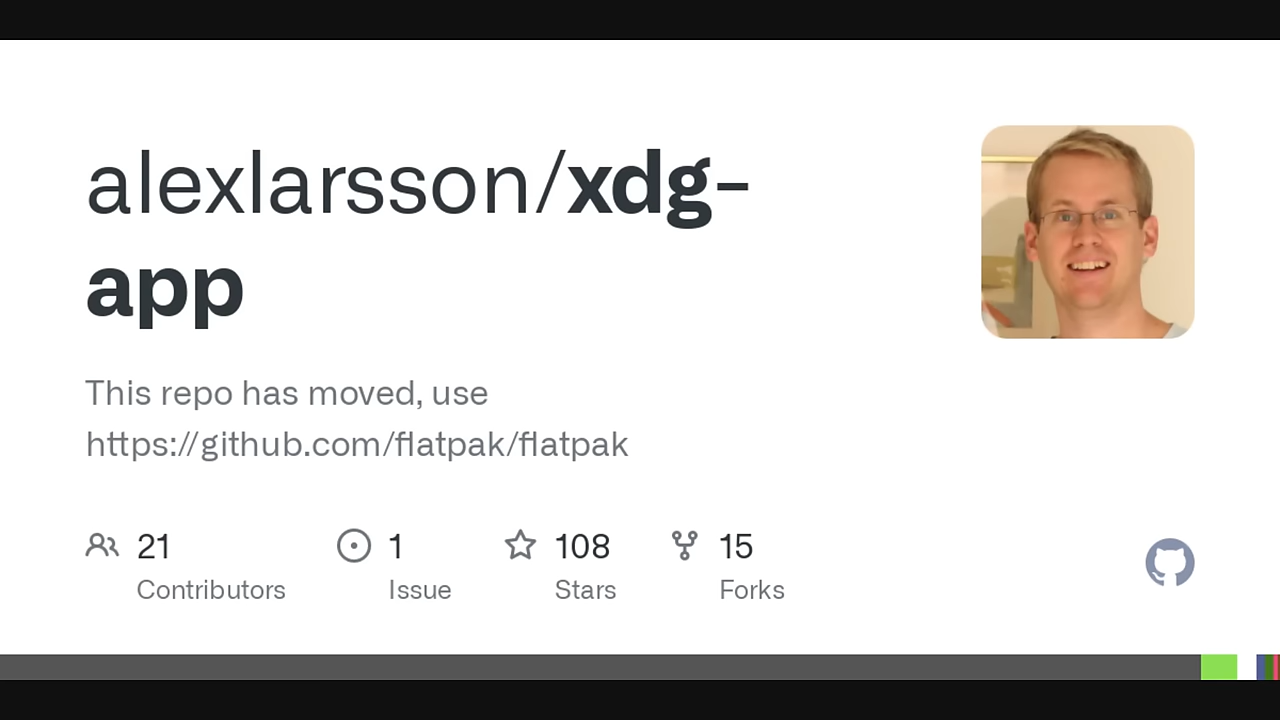 alexlarsson/xdg-
app
This repo has moved, use
https://github.com/flatpak/flatpak
21
Contributors
1
Issue
108
Stars
15
Forks